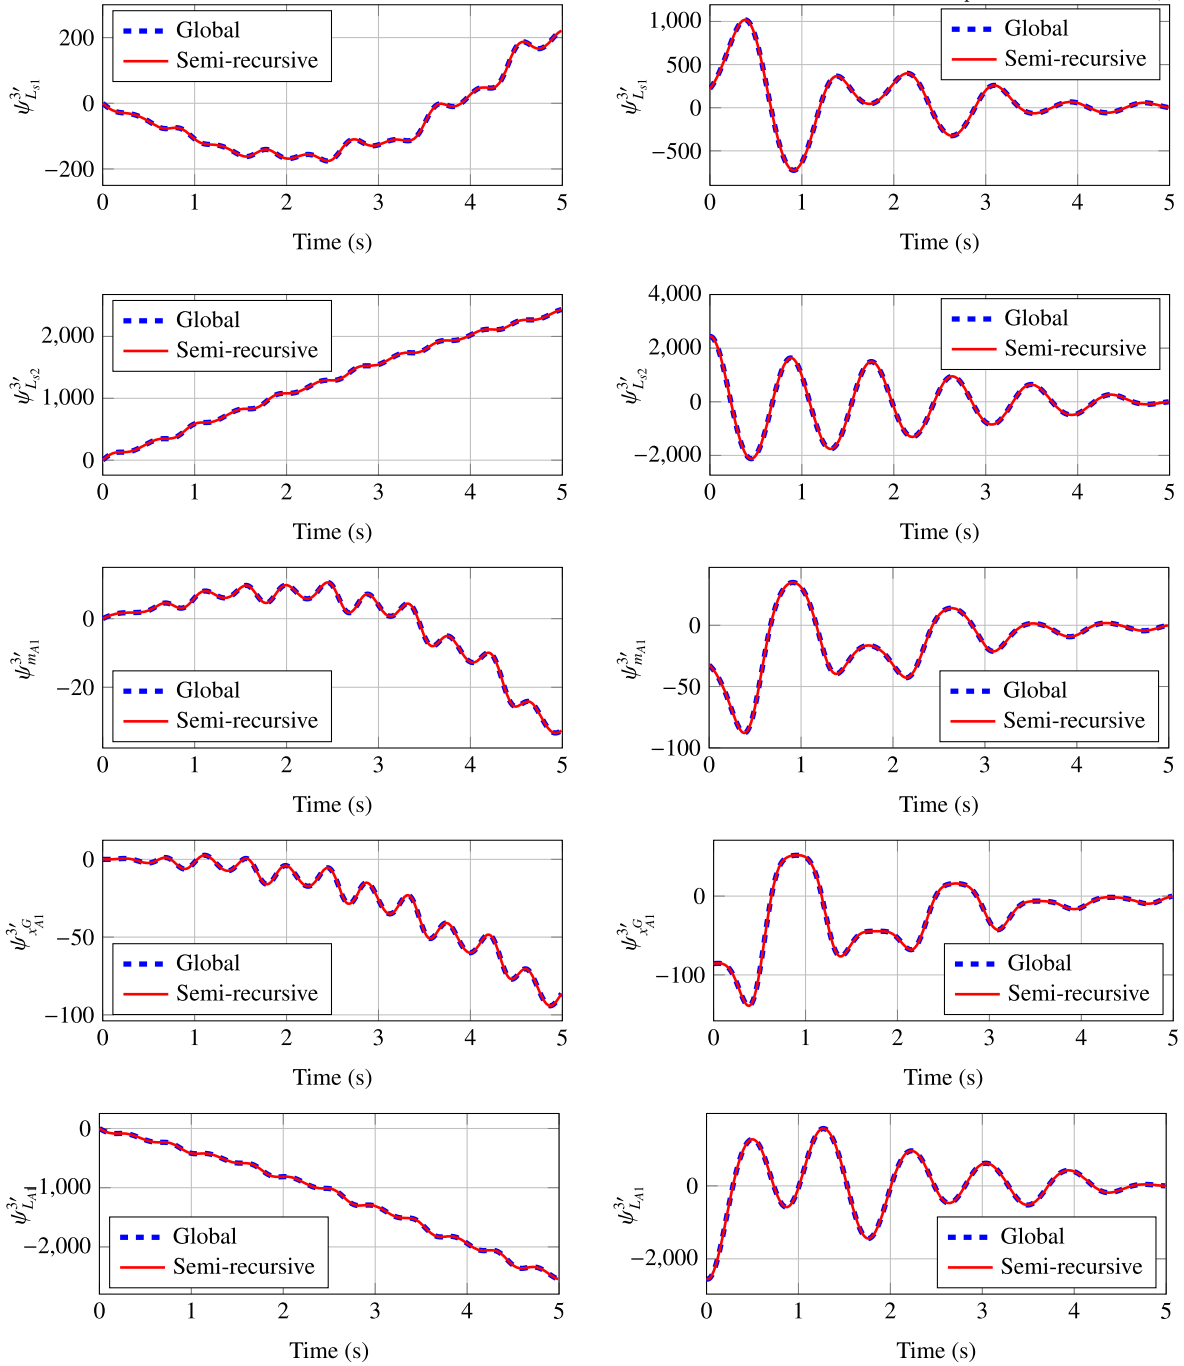 Global
Semi-recursive
200
0
−200
ψ^{3′}_{L_{s1}}
0 1 2 3 4 5
Time (s)
Global
Semi-recursive
1,000
500
0
−500
ψ^{3′}_{L_{s1}}
0 1 2 3 4 5
Time (s)
Global
Semi-recursive
2,000
1,000
0
ψ^{3′}_{L_{s2}}
0 1 2 3 4 5
Time (s)
Global
Semi-recursive
4,000
2,000
0
−2,000
ψ^{3′}_{L_{s2}}
0 1 2 3 4 5
Time (s)
0
−20
ψ^{3′}_{m_{A1}}
Global
Semi-recursive
0 1 2 3 4 5
Time (s)
0
−50
−100
ψ^{3′}_{m_{A1}}
Global
Semi-recursive
0 1 2 3 4 5
Time (s)
0
−50
−100
ψ^{3′}_{x^G_{A1}}
Global
Semi-recursive
0 1 2 3 4 5
Time (s)
0
−100
ψ^{3′}_{x^G_{A1}}
Global
Semi-recursive
0 1 2 3 4 5
Time (s)
0
−1,000
−2,000
ψ^{3′}_{L_{A1}}
Global
Semi-recursive
0 1 2 3 4 5
Time (s)
0
−2,000
ψ^{3′}_{L_{A1}}
Global
Semi-recursive
0 1 2 3 4 5
Time (s)